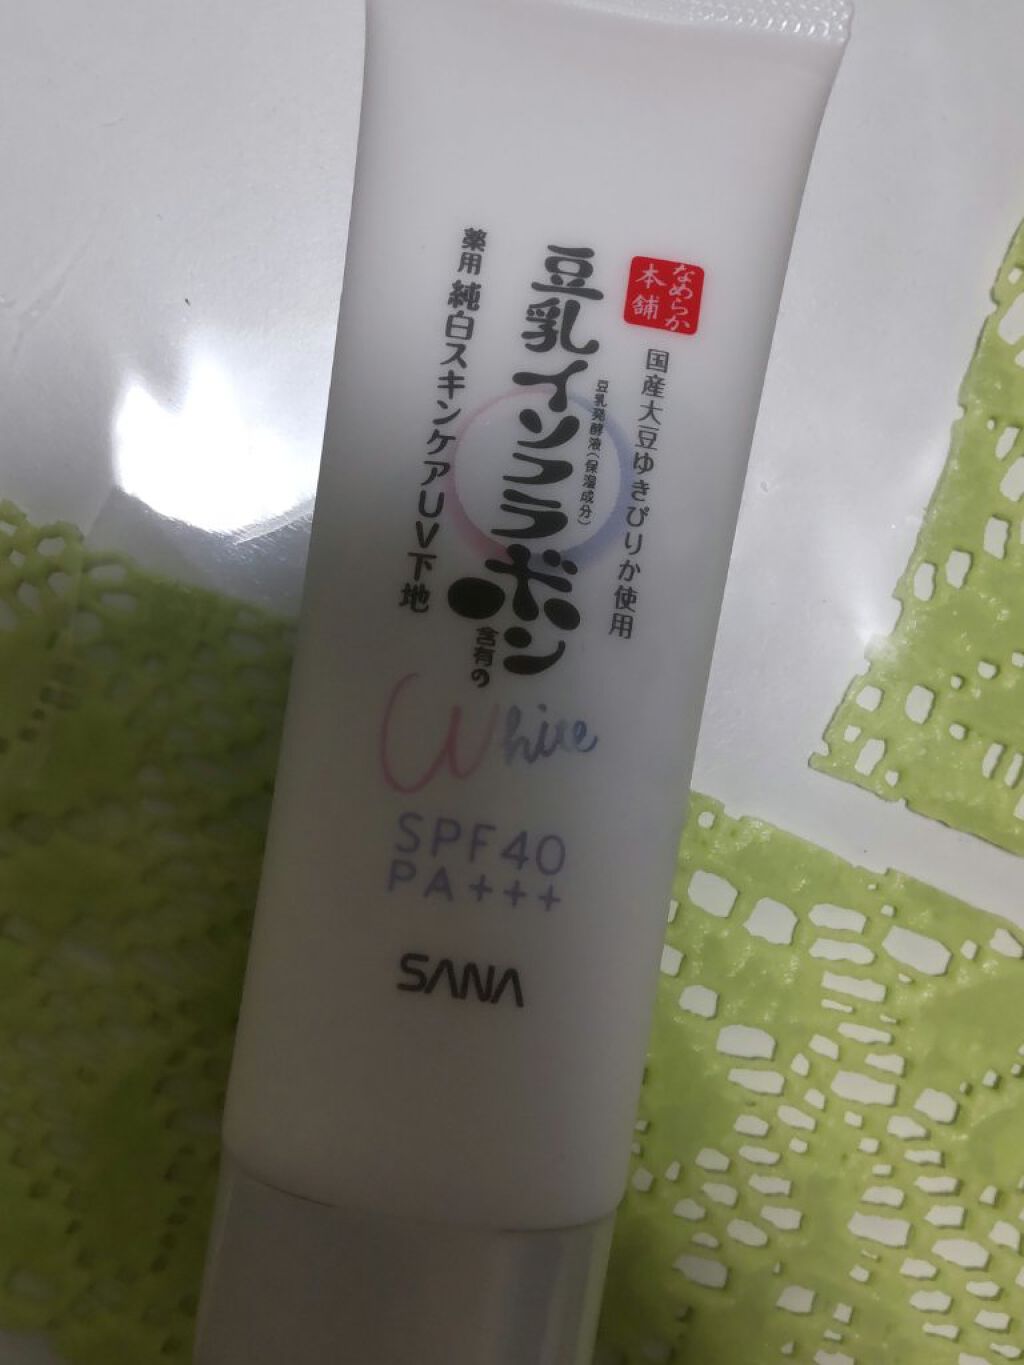 なめらか
本舗
国産大豆ゆきぴりか使用
豆乳発酵液(保湿成分)
豆乳イソフラボン
含有の
薬用 純白スキンケアUV下地
White
SPF40
PA+++
SANA